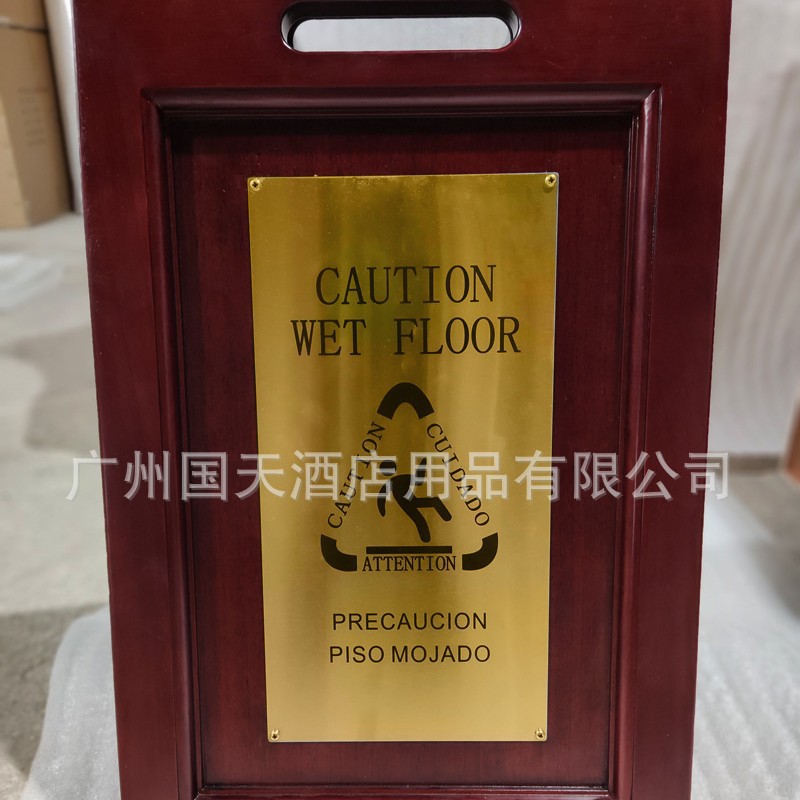 CAUTION
WET FLOOR
CAUTION
CUIDADO
广州国天酒店用品有限公司
ATTENTION
PRECAUCION
PISO MOJADO